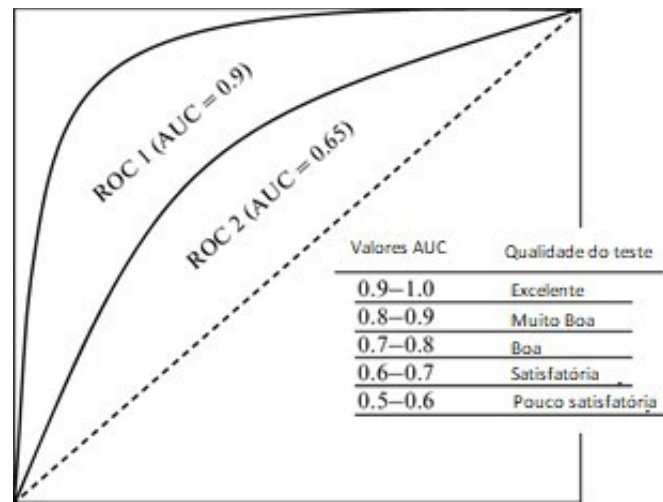 ROC 1 (AUC = 0.9)
ROC 2 (AUC = 0.65)
Valores AUC Qualidade do teste
0.9–1.0 Excelente
0.8–0.9 Muito Boa
0.7–0.8 Boa
0.6–0.7 Satisfatória
0.5–0.6 Pouco satisfatória